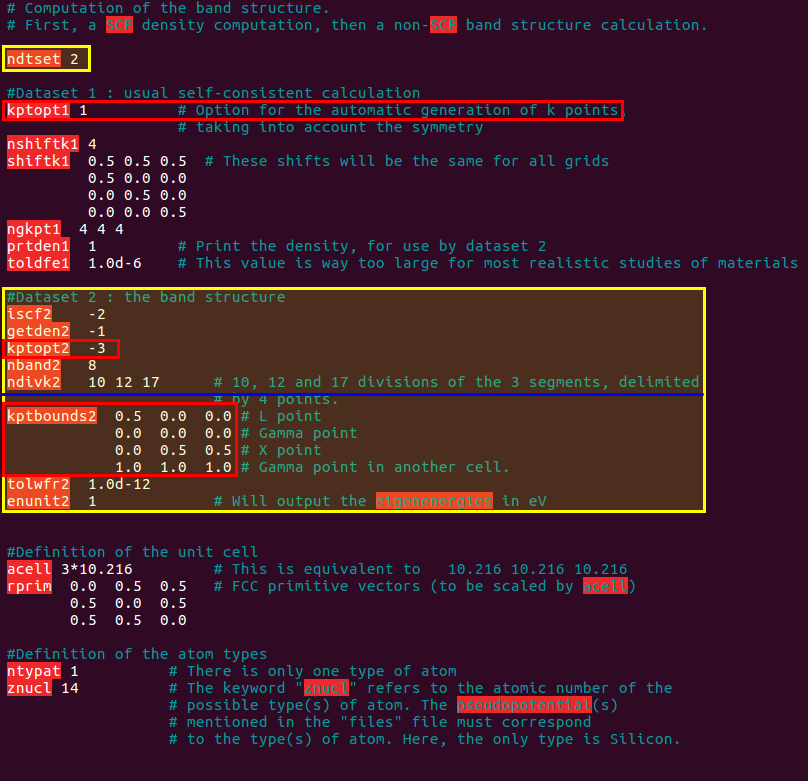 # Computation of the band structure.
# First, a SCF density computation, then a non-SCF band structure calculation.
ndtset 2
#Dataset 1 : usual self-consistent calculation
kptopt1 1          # Option for the automatic generation of k points,
                   # taking into account the symmetry
nshiftk1 4
shiftk1  0.5 0.5 0.5  # These shifts will be the same for all grids
         0.5 0.0 0.0
         0.0 0.5 0.0
         0.0 0.0 0.5
ngkpt1  4 4 4
prtden1  1         # Print the density, for use by dataset 2
toldfe1  1.0d-6    # This value is way too large for most realistic studies of materials
#Dataset 2 : the band structure
iscf2    -2
getden2  -1
kptopt2  -3
nband2   8
ndivk2   10 12 17      # 10, 12 and 17 divisions of the 3 segments, delimited
                       # by 4 points.
kptbounds2  0.5  0.0  0.0 # L point
            0.0  0.0  0.0 # Gamma point
            0.0  0.5  0.5 # X point
            1.0  1.0  1.0 # Gamma point in another cell.
tolwfr2  1.0d-12
enunit2  1             # Will output the eigenenergies in eV
#Definition of the unit cell
acell 3*10.216         # This is equivalent to   10.216 10.216 10.216
rprim  0.0  0.5  0.5   # FCC primitive vectors (to be scaled by acell)
       0.5  0.0  0.5
       0.5  0.5  0.0
#Definition of the atom types
ntypat 1          # There is only one type of atom
znucl 14          # The keyword "znucl" refers to the atomic number of the
                  # possible type(s) of atom. The pseudopotential(s)
                  # mentioned in the "files" file must correspond
                  # to the type(s) of atom. Here, the only type is Silicon.